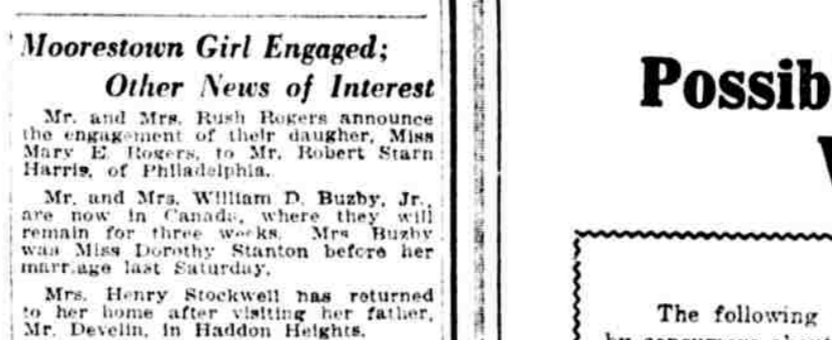 Moorestown Girl Engaged;
Other News of Interest
Mr. and Mrs. Rush Rogers announce
the engagement of their daugher, Miss
Mary E. Rogers, to Mr. Robert Starn
Harris, of Philadelphia.
Mr. and Mrs. William D. Buzby, Jr.,
are now in Canada, where they will
remain for three weeks. Mrs Buzby
was Miss Dorothy Stanton before her
marriage last Saturday.
Mrs. Henry Stockwell has returned
to her home after visiting her father,
Mr. Develin, in Haddon Heights.
Possib
The following
by consumers